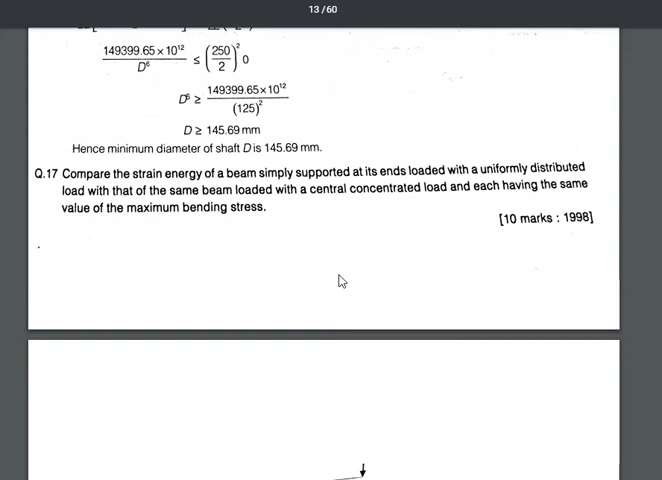 13 / 60
149399.65 × 10¹² / D⁶ ≤ (250 / 2)² 0
D⁶ ≥ 149399.65 × 10¹² / (125)²
D ≥ 145.69 mm
Hence minimum diameter of shaft D is 145.69 mm.
Q.17 Compare the strain energy of a beam simply supported at its ends loaded with a uniformly distributed
load with that of the same beam loaded with a central concentrated load and each having the same
value of the maximum bending stress.
[10 marks : 1998]